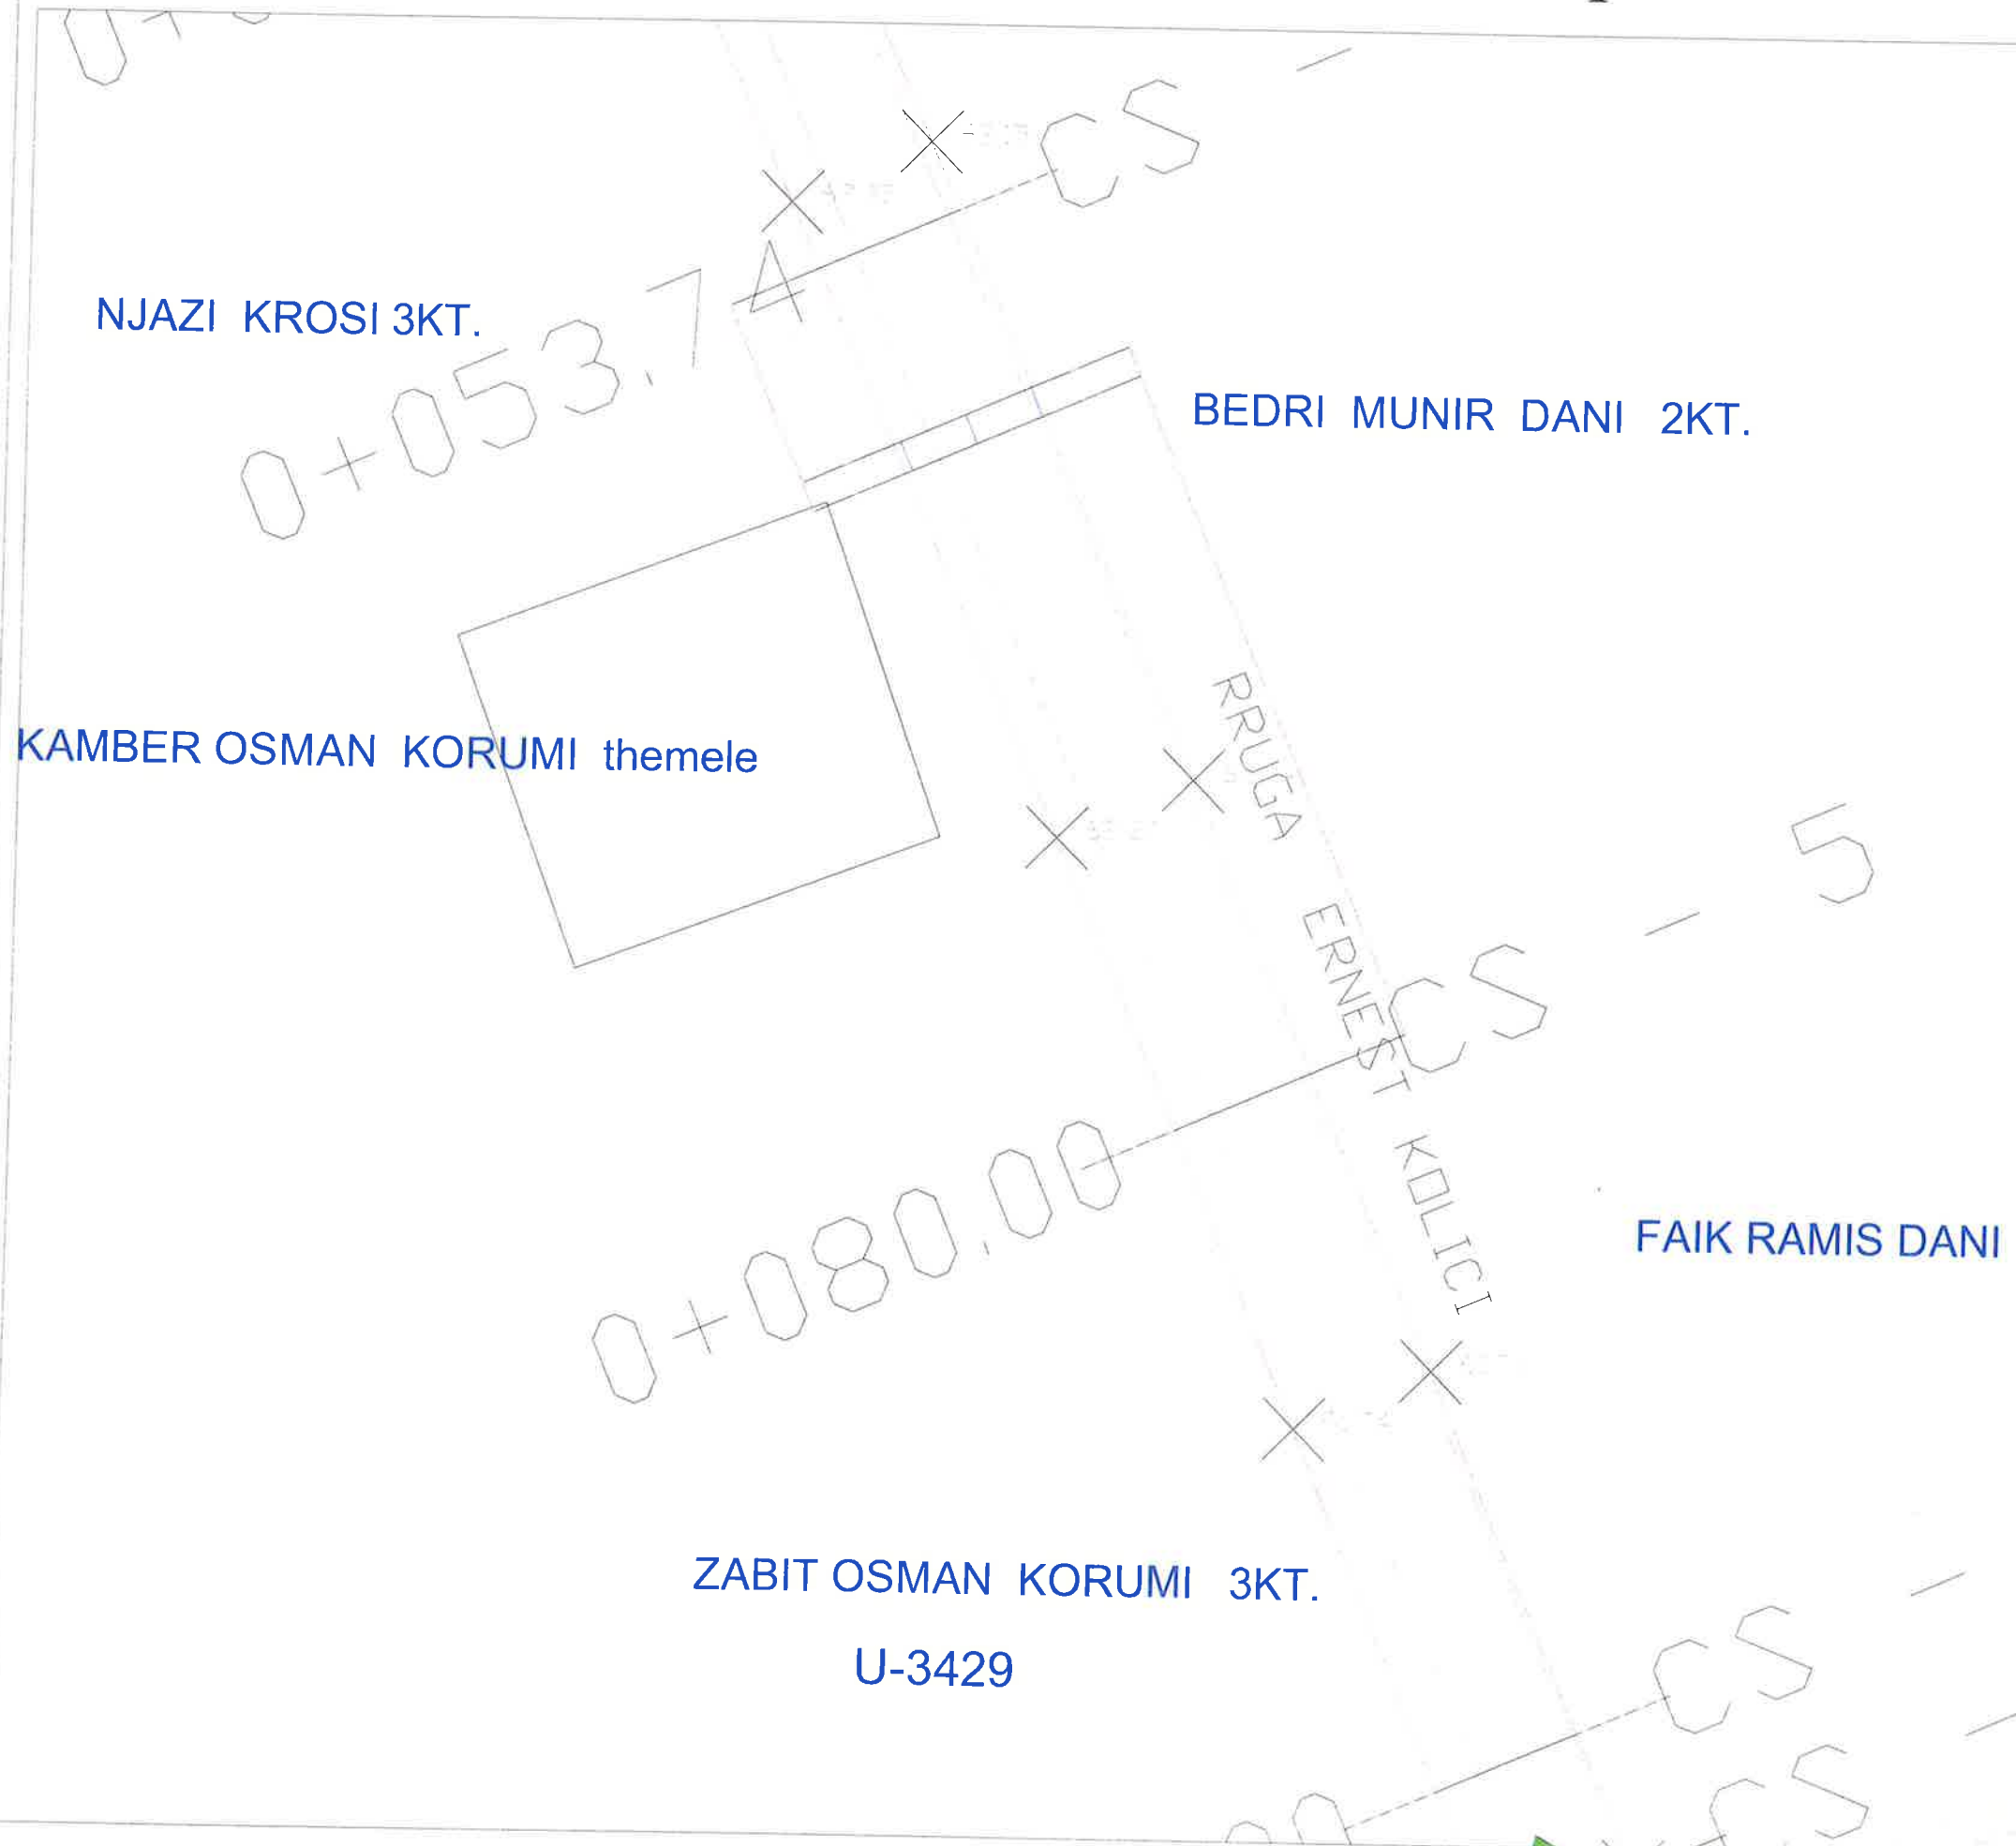 CS -
NJAZI KROSI 3KT.
0+053.74
BEDRI MUNIR DANI 2KT.
KAMBER OSMAN KORUMI themele
RRUGA ERNEST KOLICI
CS - 5
0+080.00
FAIK RAMIS DANI
ZABIT OSMAN KORUMI 3KT.
U-3429
CS -
CS -